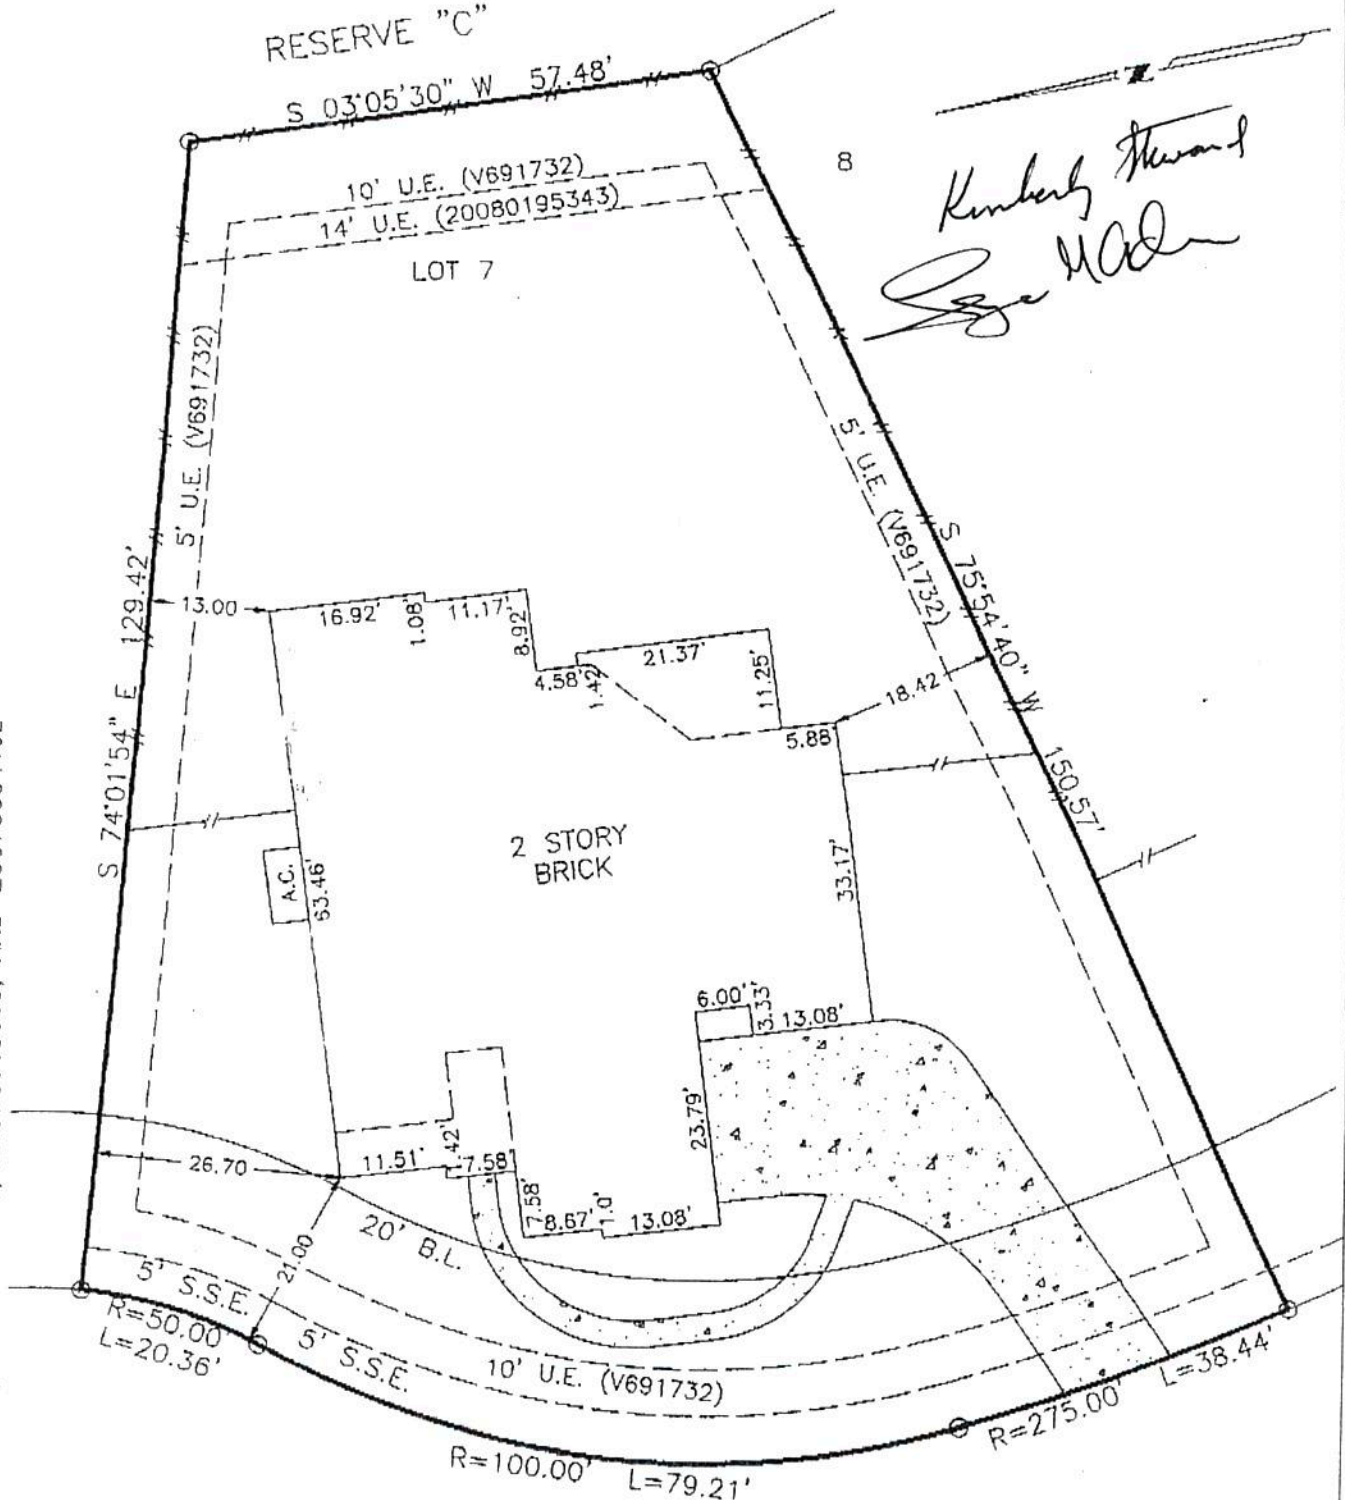 RESERVE "C"
S 03°05'30" W 57.48'
8
10' U.E. (V691732)
14' U.E. (20080195343)
LOT 7
5' U.E. (V691732)
5' U.E. (V691732)
S 74°01'54" E 129.42'
S 75°54'40" W 150.57'
13.00
16.92'
1.08'
11.17'
8.92'
4.58'
1.42'
21.37'
11.25'
5.88'
18.42
2 STORY
BRICK
A.C.
63.46'
33.17'
6.00'
3.33'
13.08'
23.79'
26.70
11.51'
7.58'
7.58'
8.67'
1.0'
13.08'
20' B.L.
21.00
5' S.S.E.
5' S.S.E.
10' U.E. (V691732)
R=50.00'
L=20.36'
R=100.00' L=79.21'
R=275.00' L=38.44'
Kimberly